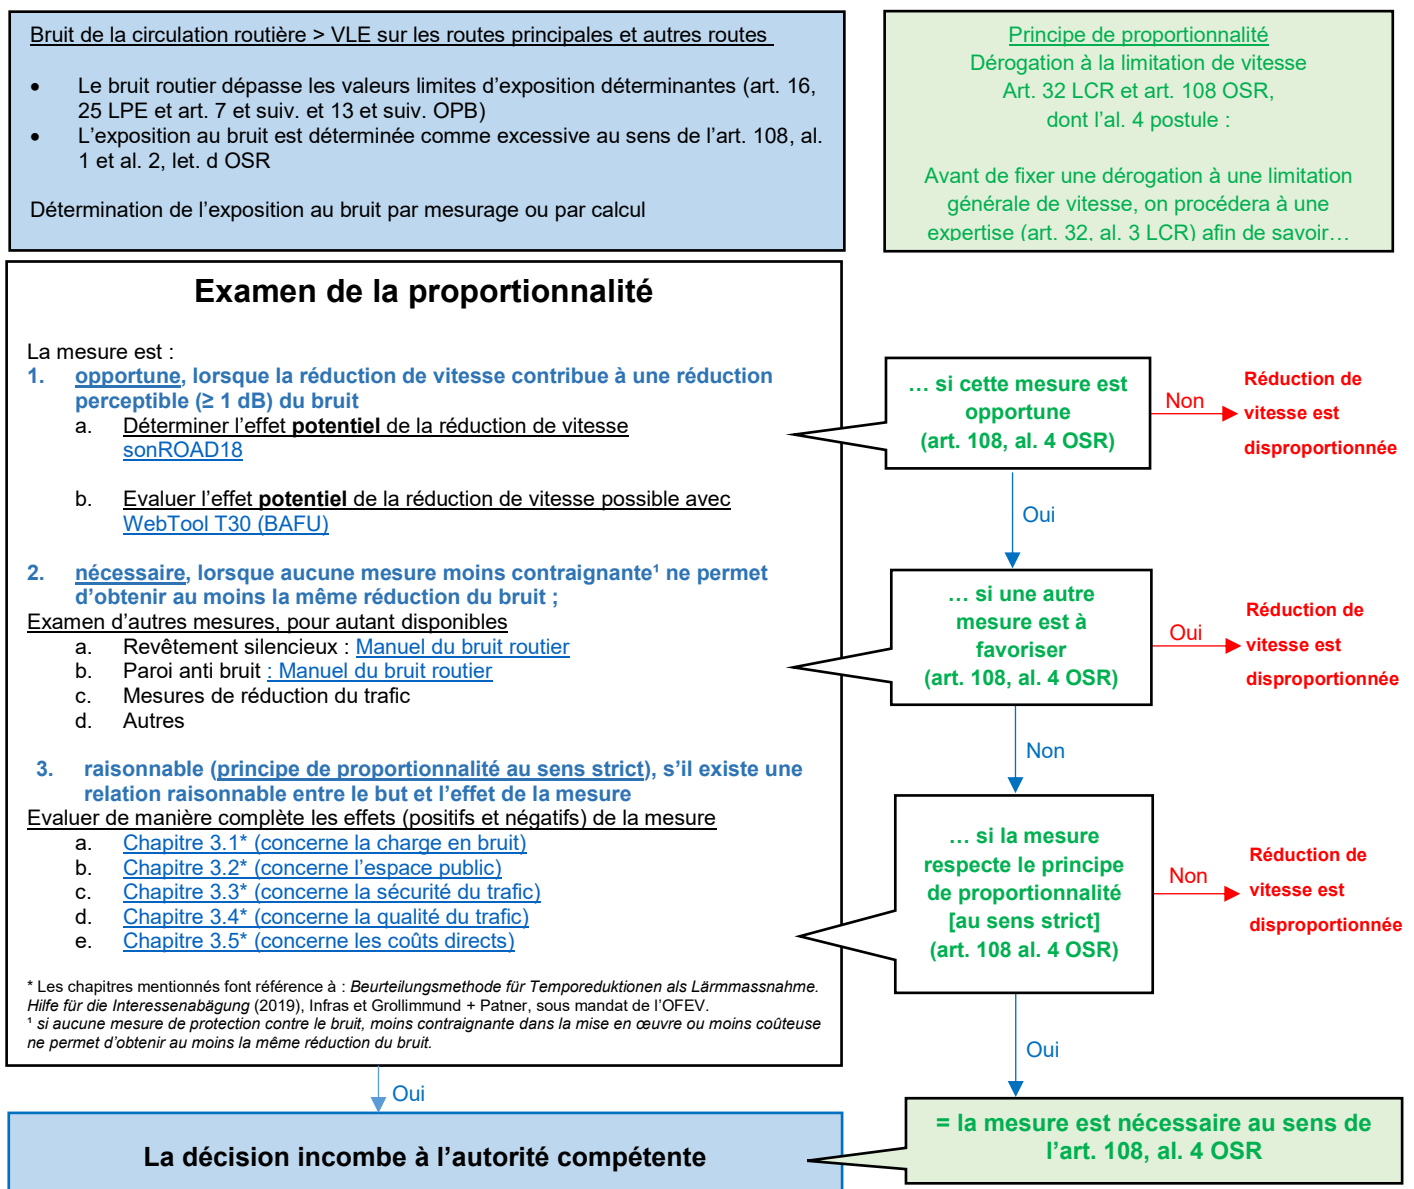 Bruit de la circulation routière > VLE sur les routes principales et autres routes
• Le bruit routier dépasse les valeurs limites d'exposition déterminantes (art. 16,
25 LPE et art. 7 et suiv. et 13 et suiv. OPB)
• L'exposition au bruit est déterminée comme excessive au sens de l'art. 108, al.
1 et al. 2, let. d OSR
Détermination de l'exposition au bruit par mesurage ou par calcul
Principe de proportionnalité
Dérogation à la limitation de vitesse
Art. 32 LCR et art. 108 OSR,
dont l'al. 4 postule :
Avant de fixer une dérogation à une limitation
générale de vitesse, on procédera à une
expertise (art. 32, al. 3 LCR) afin de savoir…
Examen de la proportionnalité
La mesure est :
1. opportune, lorsque la réduction de vitesse contribue à une réduction
perceptible (≥ 1 dB) du bruit
a. Déterminer l'effet potentiel de la réduction de vitesse
sonROAD18
b. Evaluer l'effet potentiel de la réduction de vitesse possible avec
WebTool T30 (BAFU)
2. nécessaire, lorsque aucune mesure moins contraignante¹ ne permet
d'obtenir au moins la même réduction du bruit ;
Examen d'autres mesures, pour autant disponibles
a. Revêtement silencieux : Manuel du bruit routier
b. Paroi anti bruit : Manuel du bruit routier
c. Mesures de réduction du trafic
d. Autres
3. raisonnable (principe de proportionnalité au sens strict), s'il existe une
relation raisonnable entre le but et l'effet de la mesure
Evaluer de manière complète les effets (positifs et négatifs) de la mesure
a. Chapitre 3.1* (concerne la charge en bruit)
b. Chapitre 3.2* (concerne l'espace public)
c. Chapitre 3.3* (concerne la sécurité du trafic)
d. Chapitre 3.4* (concerne la qualité du trafic)
e. Chapitre 3.5* (concerne les coûts directs)
* Les chapitres mentionnés font référence à : Beurteilungsmethode für Temporeduktionen als Lärmmassnahme.
Hilfe für die Interessenabägung (2019), Infras et Grollimmund + Patner, sous mandat de l'OFEV.
¹ si aucune mesure de protection contre le bruit, moins contraignante dans la mise en œuvre ou moins coûteuse
ne permet d'obtenir au moins la même réduction du bruit.
… si cette mesure est
opportune
(art. 108, al. 4 OSR)
Non
Réduction de
vitesse est
disproportionnée
Oui
… si une autre
mesure est à
favoriser
(art. 108, al. 4 OSR)
Oui
Réduction de
vitesse est
disproportionnée
Non
… si la mesure
respecte le principe
de proportionnalité
[au sens strict]
(art. 108 al. 4 OSR)
Non
Réduction de
vitesse est
disproportionnée
Oui
Oui
La décision incombe à l'autorité compétente
= la mesure est nécessaire au sens de
l'art. 108, al. 4 OSR